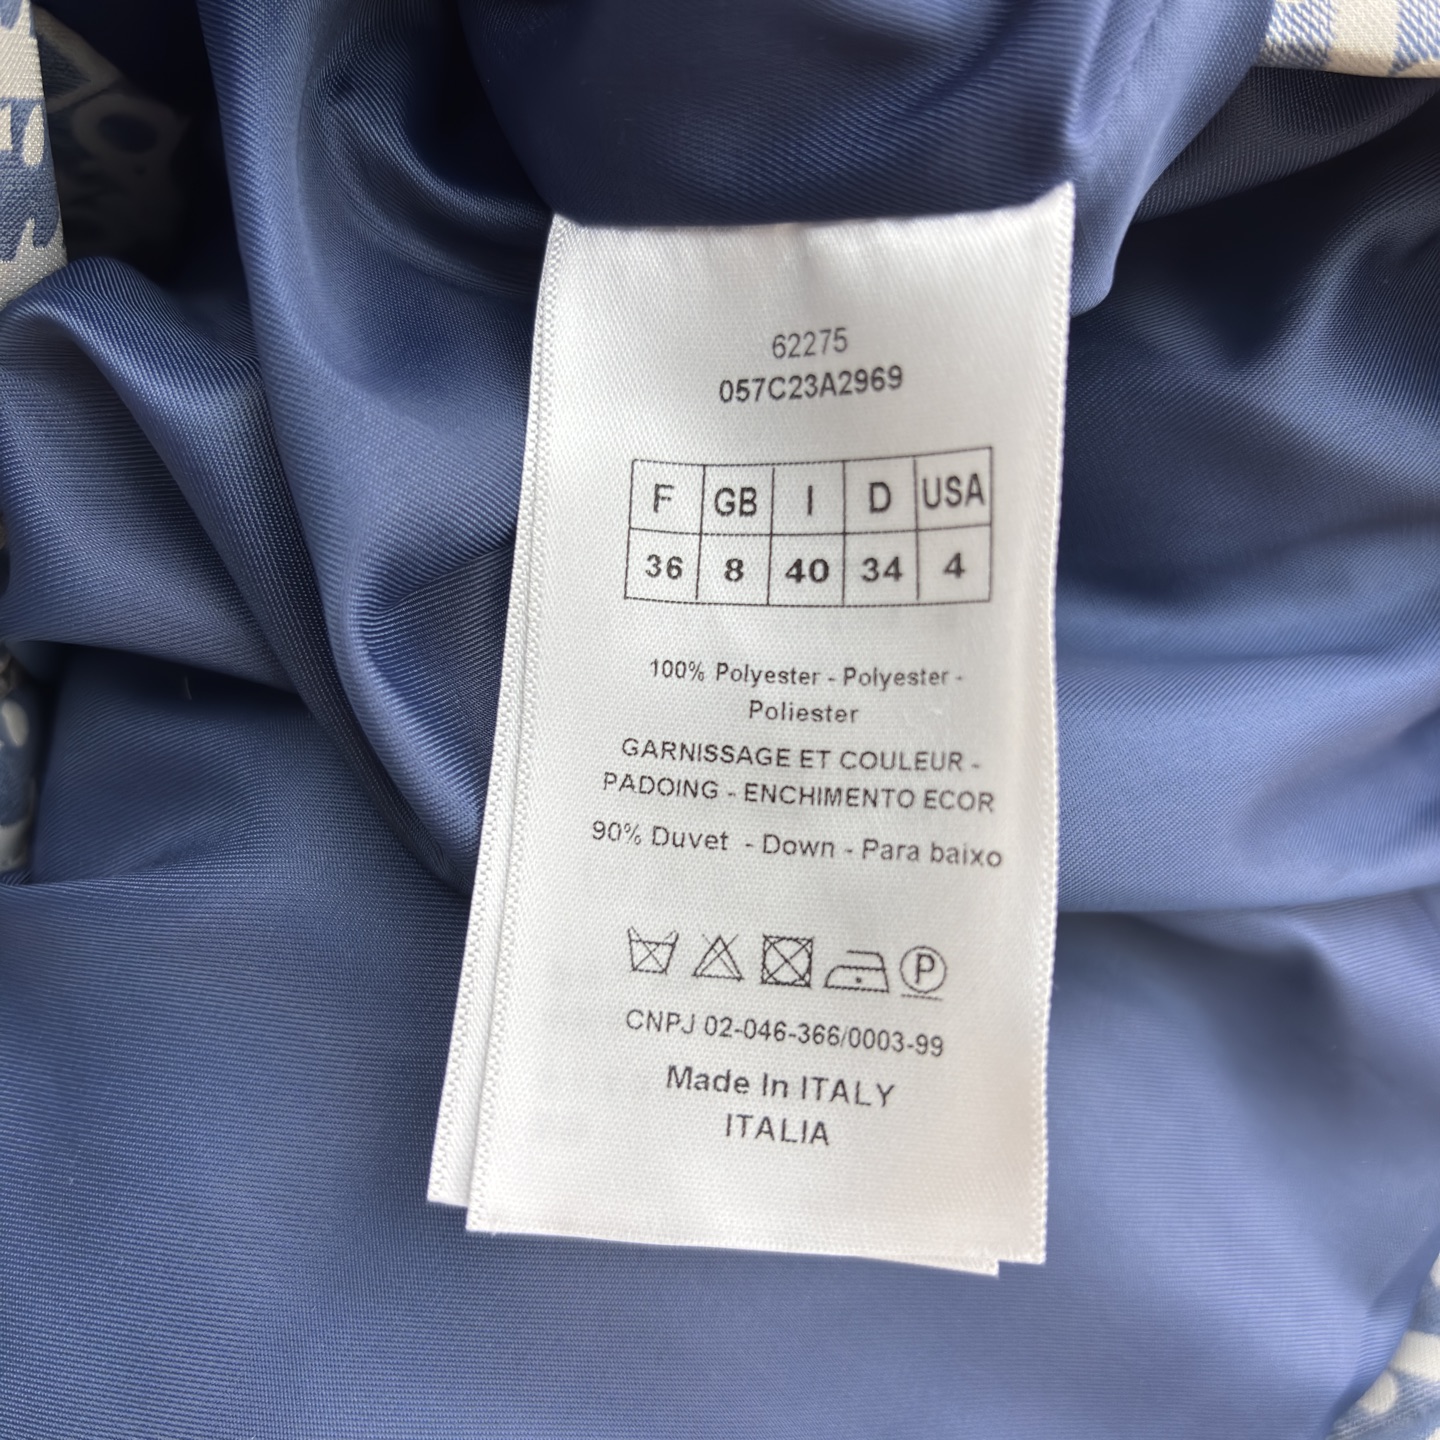 62275
057C23A2969
F GB I D USA
36 8 40 34 4
100% Polyester - Polyester -
Poliester
GARNISSAGE ET COULEUR -
PADOING - ENCHIMENTO ECOR
90% Duvet - Down - Para baixo
P
CNPJ 02-046-366/0003-99
Made In ITALY
ITALIA